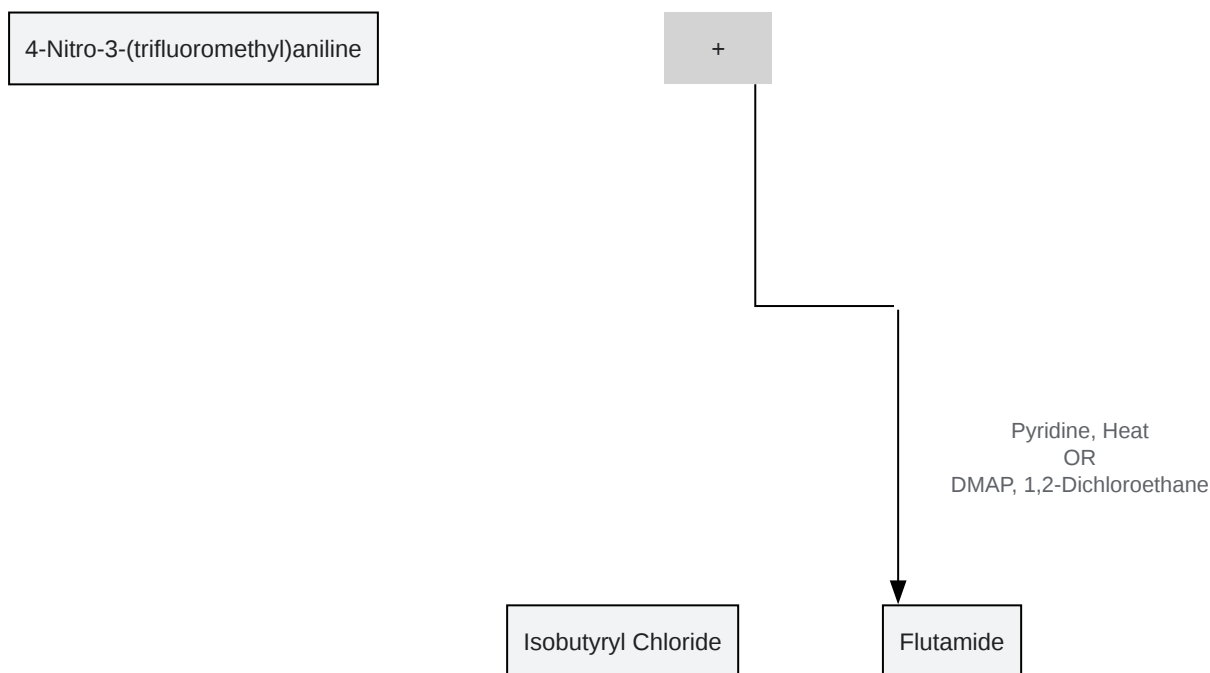 4-Nitro-3-(trifluoromethyl)aniline
+
Pyridine, Heat
OR
DMAP, 1,2-Dichloroethane
Isobutyryl Chloride
Flutamide